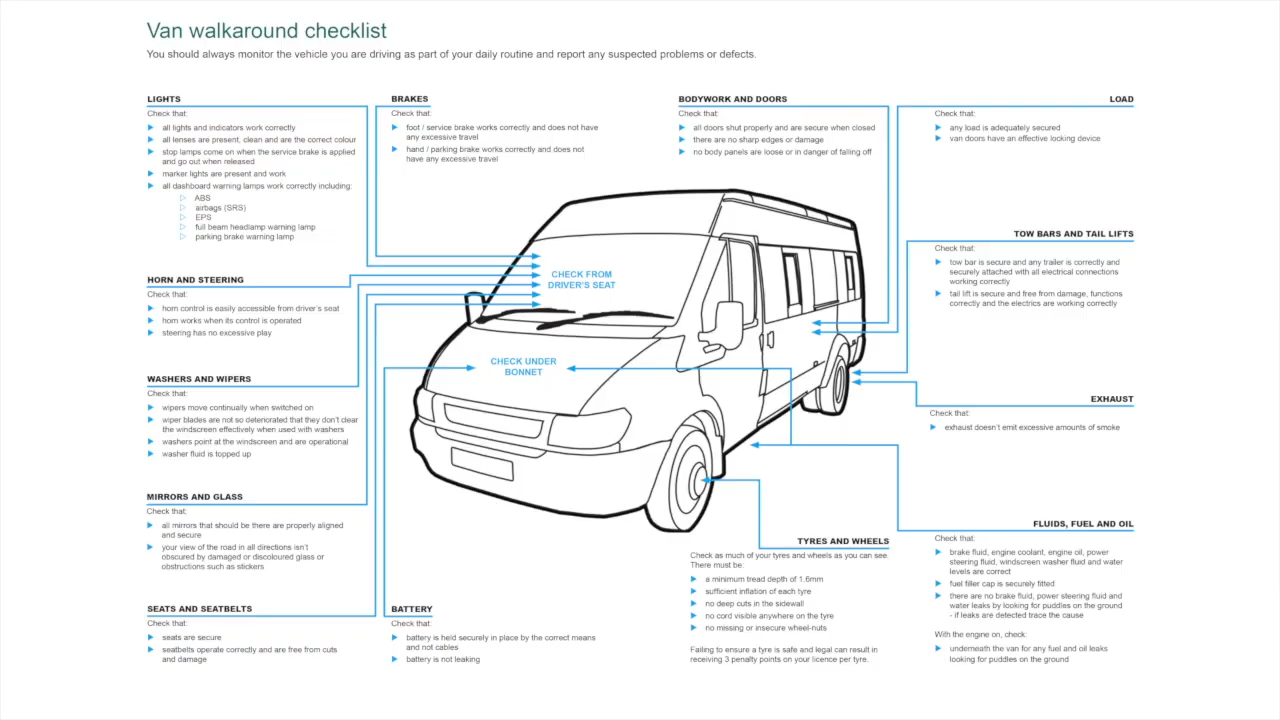 Van walkaround checklist
You should always monitor the vehicle you are driving as part of your daily routine and report any suspected problems or defects.
LIGHTS
Check that:
all lights and indicators work correctly
all lenses are present, clean and are the correct colour
stop lamps come on when the service brake is applied
and go out when released
marker lights are present and work
all dashboard warning lamps work correctly including:
ABS
airbags (SRS)
EPS
full beam headlamp warning lamp
parking brake warning lamp
HORN AND STEERING
Check that:
horn control is easily accessible from driver's seat
horn works when its control is operated
steering has no excessive play
WASHERS AND WIPERS
Check that:
wipers move continually when switched on
wiper blades are not so deteriorated that they don't clear
the windscreen effectively when used with washers
washers point at the windscreen and are operational
washer fluid is topped up
MIRRORS AND GLASS
Check that:
all mirrors that should be there are properly aligned
and secure
your view of the road in all directions isn't
obscured by damaged or discoloured glass or
obstructions such as stickers
SEATS AND SEATBELTS
Check that:
seats are secure
seatbelts operate correctly and are free from cuts
and damage
BRAKES
Check that:
foot / service brake works correctly and does not have
any excessive travel
hand / parking brake works correctly and does not
have any excessive travel
CHECK FROM
DRIVER'S SEAT
CHECK UNDER
BONNET
BATTERY
Check that:
battery is held securely in place by the correct means
and not cables
battery is not leaking
BODYWORK AND DOORS
Check that:
all doors shut properly and are secure when closed
there are no sharp edges or damage
no body panels are loose or in danger of falling off
TYRES AND WHEELS
Check as much of your tyres and wheels as you can see.
There must be:
a minimum tread depth of 1.6mm
sufficient inflation of each tyre
no deep cuts in the sidewall
no cord visible anywhere on the tyre
no missing or insecure wheel-nuts
Failing to ensure a tyre is safe and legal can result in
receiving 3 penalty points on your licence per tyre.
LOAD
Check that:
any load is adequately secured
van doors have an effective locking device
TOW BARS AND TAIL LIFTS
Check that:
tow bar is secure and any trailer is correctly and
securely attached with all electrical connections
working correctly
tail lift is secure and free from damage, functions
correctly and the electrics are working correctly
EXHAUST
Check that:
exhaust doesn't emit excessive amounts of smoke
FLUIDS, FUEL AND OIL
Check that:
brake fluid, engine coolant, engine oil, power
steering fluid, windscreen washer fluid and water
levels are correct
fuel filler cap is securely fitted
there are no brake fluid, power steering fluid and
water leaks by looking for puddles on the ground
- if leaks are detected trace the cause
With the engine on, check:
underneath the van for any fuel and oil leaks
looking for puddles on the ground